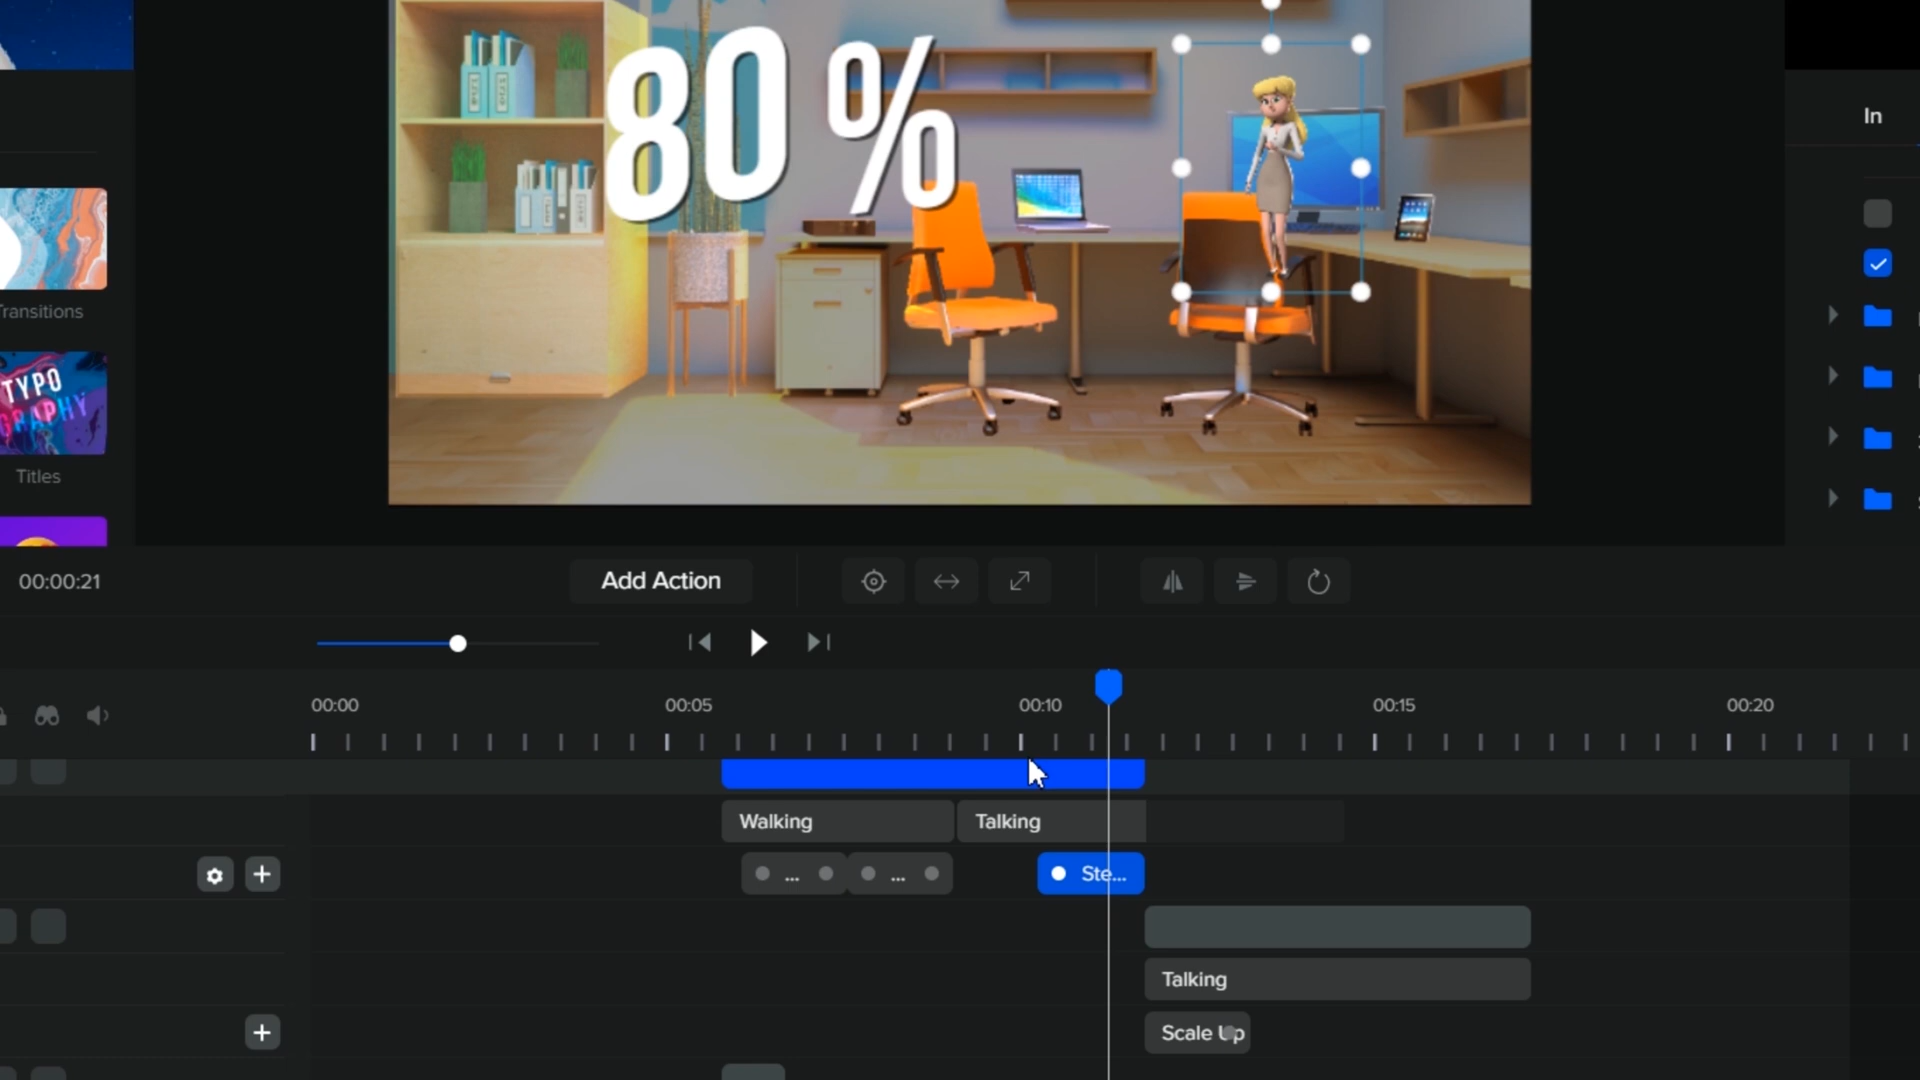 80 %
In
Transitions
TYPO
GRAPHY
Titles
00:00:21
Add Action
00:00
00:05
00:10
00:15
00:20
Walking
Talking
...
...
Ste...
Talking
Scale Up